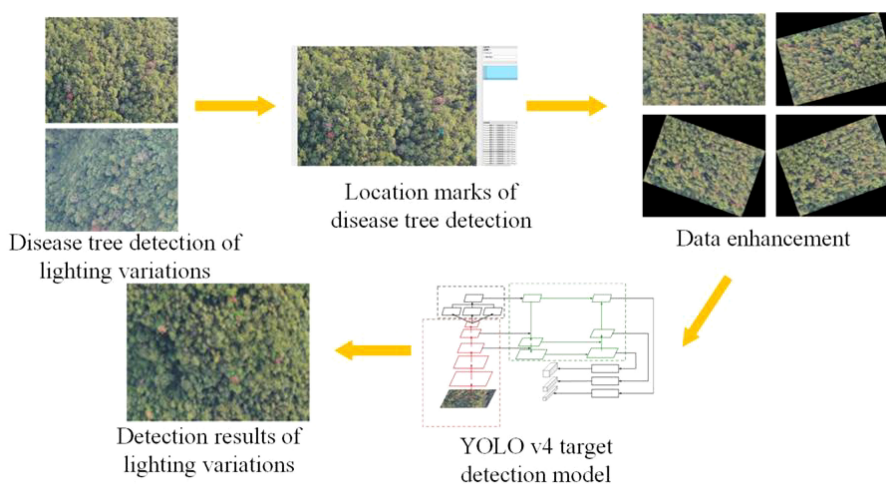 Location marks of
disease tree detection
Disease tree detection of
lighting variations
Data enhancement
Detection results of
lighting variations
YOLO v4 target
detection model